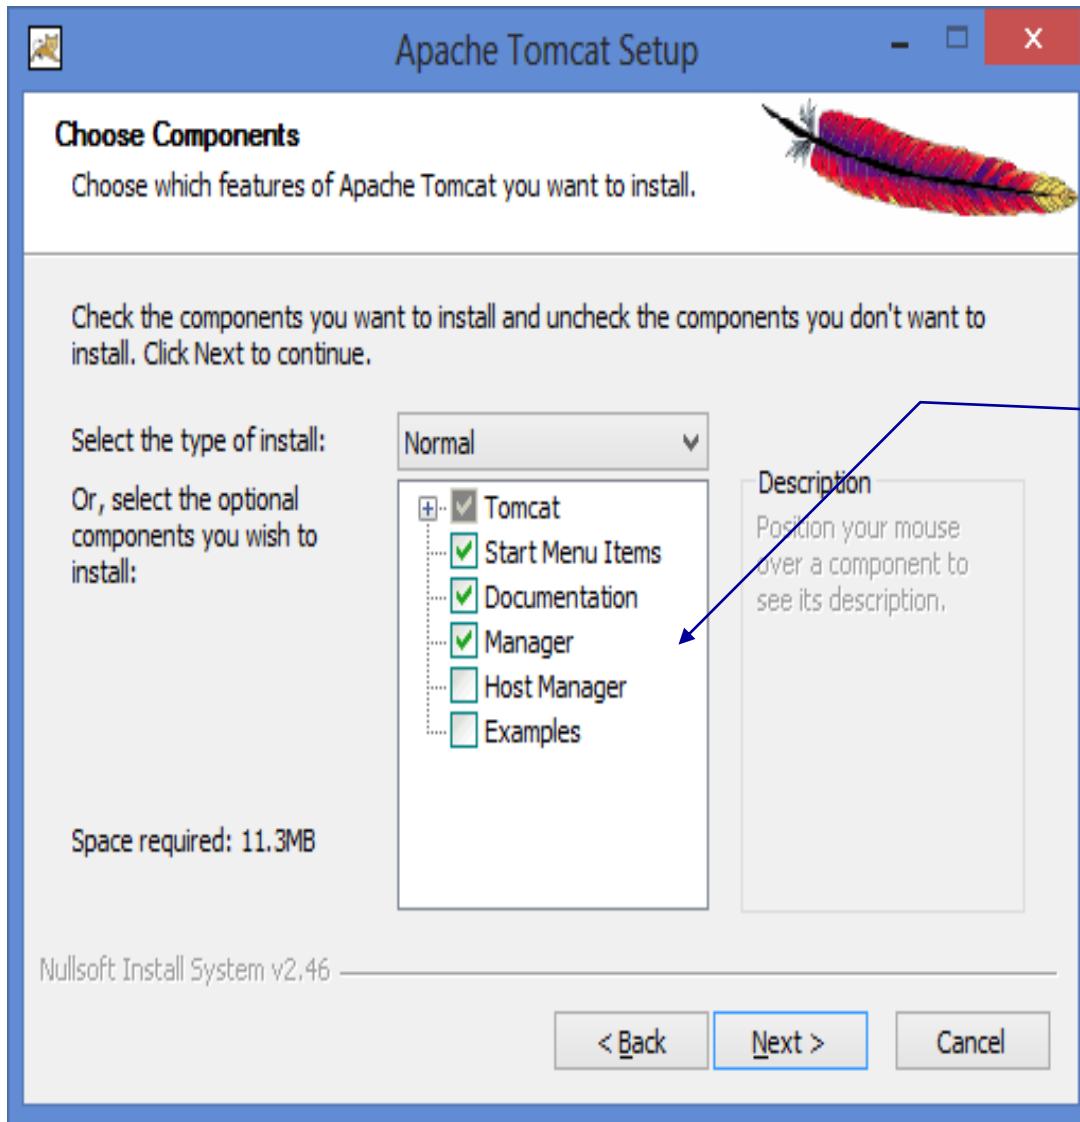 Apache Tomcat Setup
Choose Components
Choose which features of Apache Tomcat you want to install.
Check the components you want to install and uncheck the components you don't want to
install. Click Next to continue.
Select the type of install:
Normal
Or, select the optional
components you wish to
install:
Tomcat
Start Menu Items
Documentation
Manager
Host Manager
Examples
Description
Position your mouse
over a component to
see its description.
Space required: 11.3MB
Nullsoft Install System v2.46
< Back
Next >
Cancel